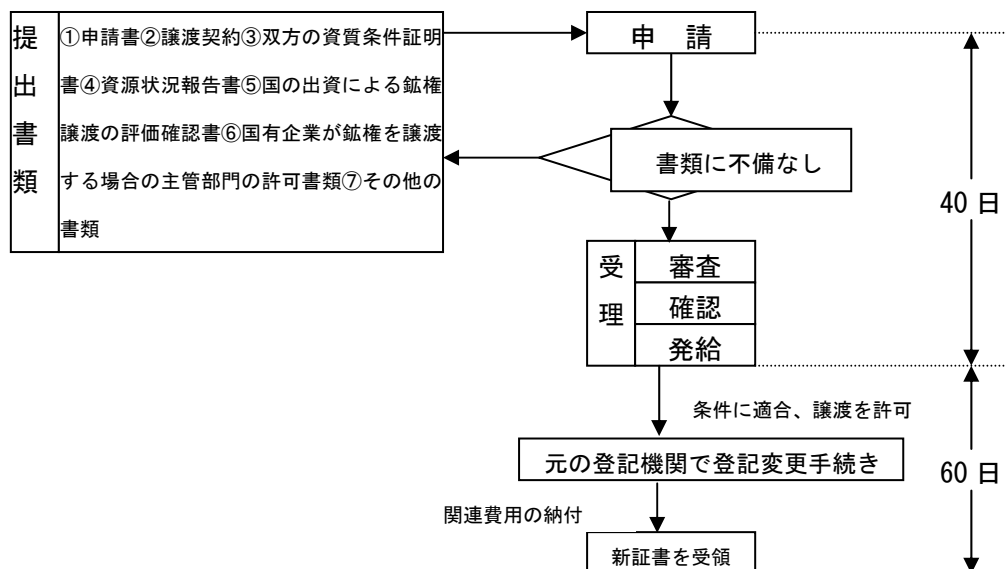 提出書類
①申請書②譲渡契約③双方の資質条件証明
書④資源状況報告書⑤国の出資による鉱権
譲渡の評価確認書⑥国有企業が鉱権を譲渡
する場合の主管部門の許可書類⑦その他の
書類
申　請
書類に不備なし
40 日
受理
審査
確認
発給
条件に適合、譲渡を許可
元の登記機関で登記変更手続き
60 日
関連費用の納付
新証書を受領